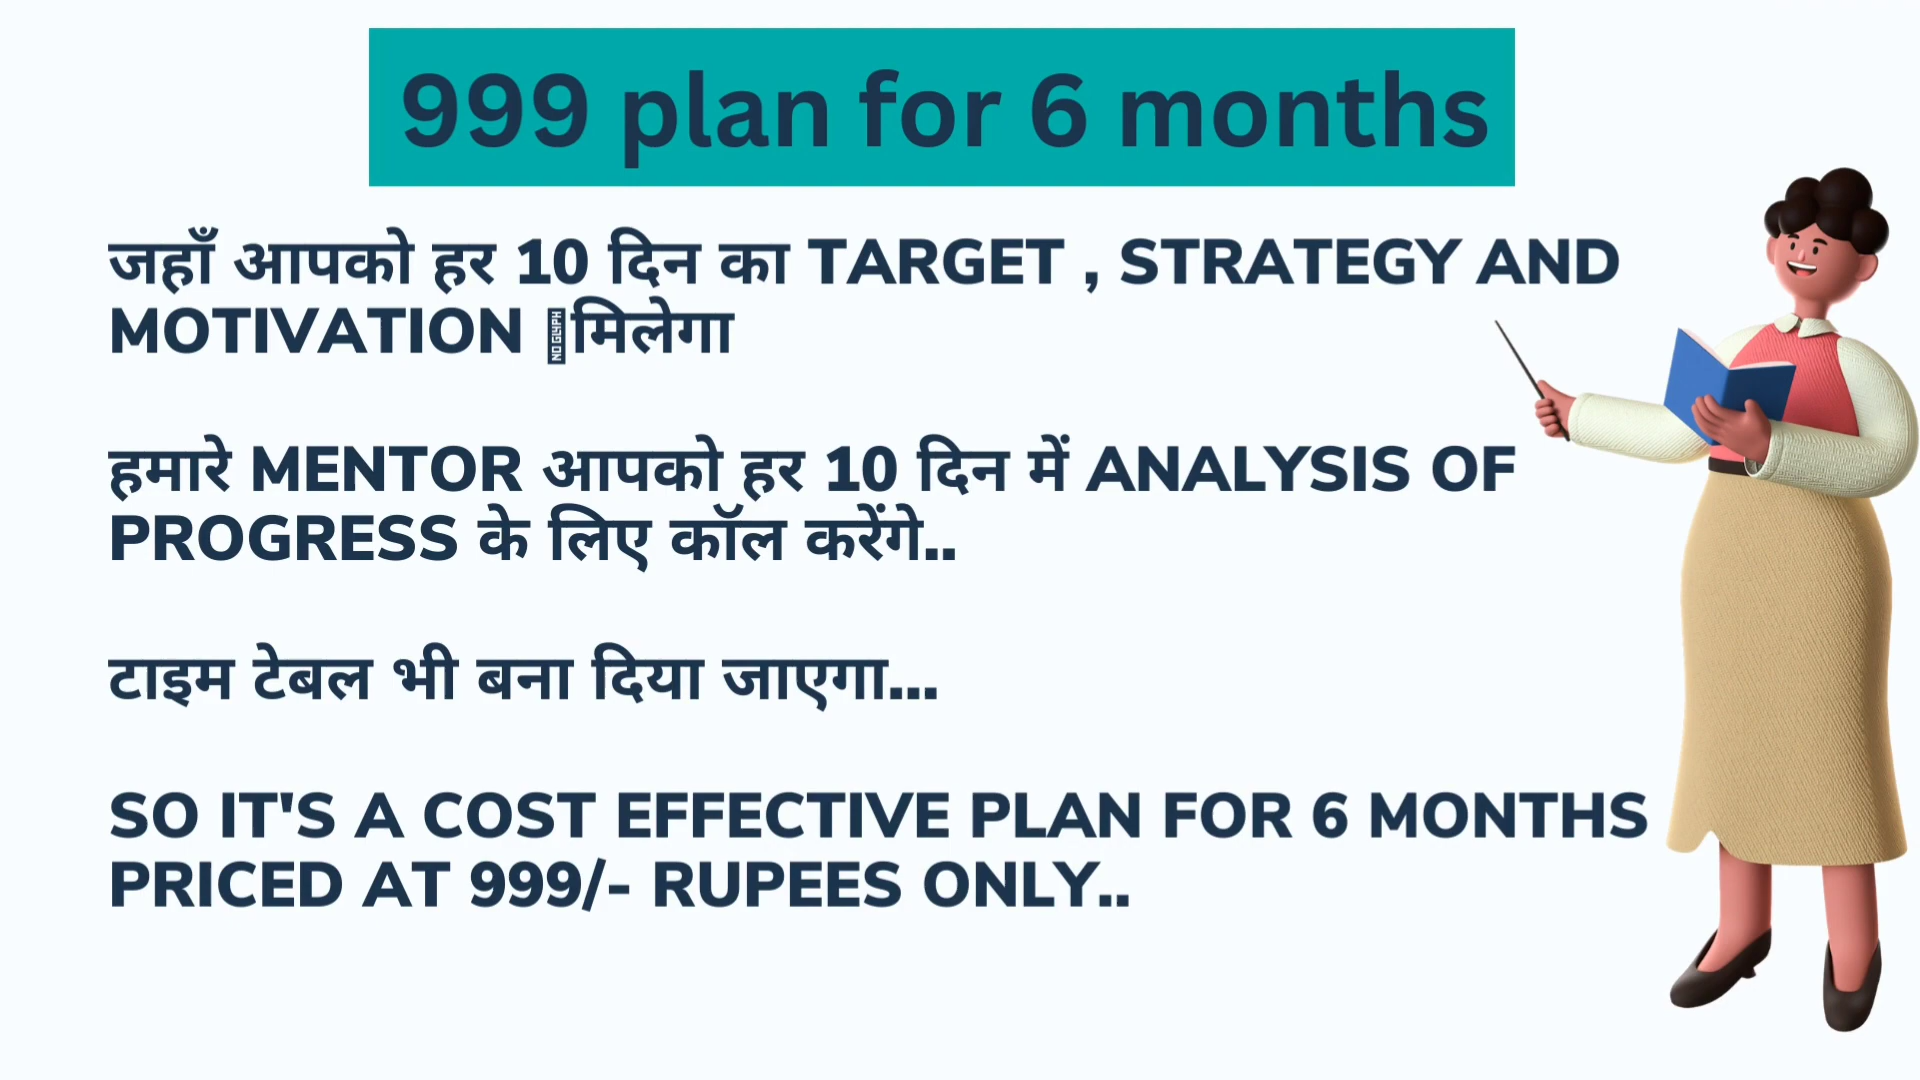 999 plan for 6 months
जहाँ आपको हर 10 दिन का TARGET , STRATEGY AND
MOTIVATION मिलेगा
हमारे MENTOR आपको हर 10 दिन में ANALYSIS OF
PROGRESS के लिए कॉल करेंगे..
टाइम टेबल भी बना दिया जाएगा...
SO IT'S A COST EFFECTIVE PLAN FOR 6 MONTHS
PRICED AT 999/- RUPEES ONLY..